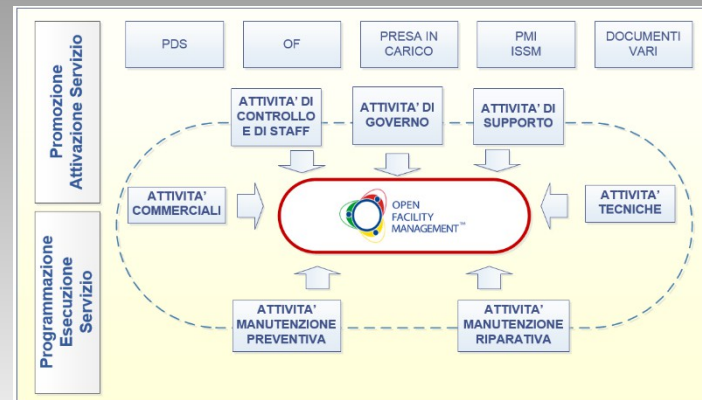 Promozione
Attivazione Servizio
PDS
OF
PRESA IN
CARICO
PMI
ISSM
DOCUMENTI
VARI
ATTIVITA' DI
CONTROLLO
E DI STAFF
ATTIVITA' DI
GOVERNO
ATTIVITA' DI
SUPPORTO
ATTIVITA'
COMMERCIALI
OPEN
FACILITY
MANAGEMENT™
ATTIVITA'
TECNICHE
Programmazione
Esecuzione
Servizio
ATTIVITA'
MANUTENZIONE
PREVENTIVA
ATTIVITA'
MANUTENZIONE
RIPARATIVA